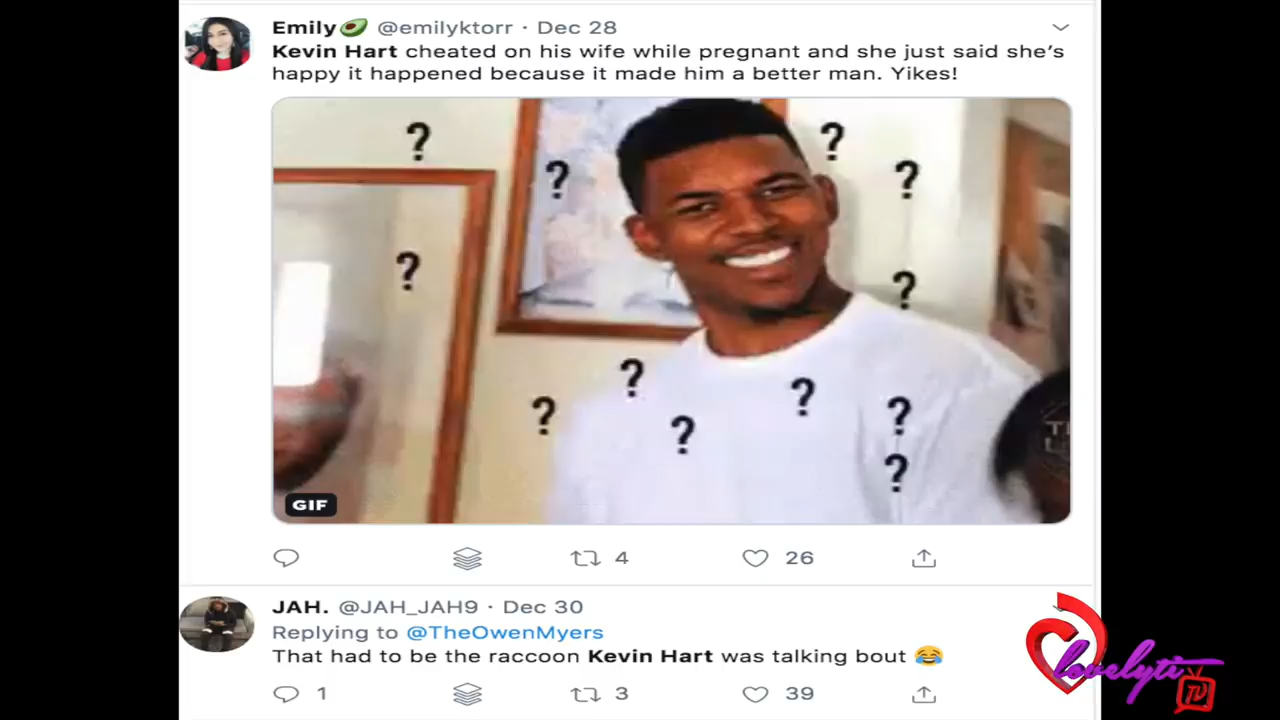 Emily🥑 @emilyktorr · Dec 28
Kevin Hart cheated on his wife while pregnant and she just said she's
happy it happened because it made him a better man. Yikes!
? ?
? ?
?
?
?
? ?
? ?
?
GIF
4 26
JAH. @JAH_JAH9 · Dec 30
Replying to @TheOwenMyers
That had to be the raccoon Kevin Hart was talking bout 😂
1 3 39
lovelyti
TV